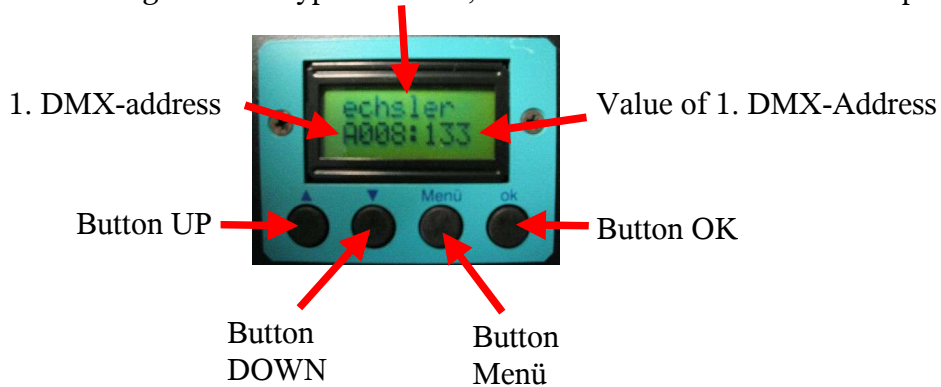 echsler
1. DMX-address
Value of 1. DMX-Address
A008:133
▲ ▼ Menü ok
Button UP
Button OK
Button
DOWN
Button
Menü